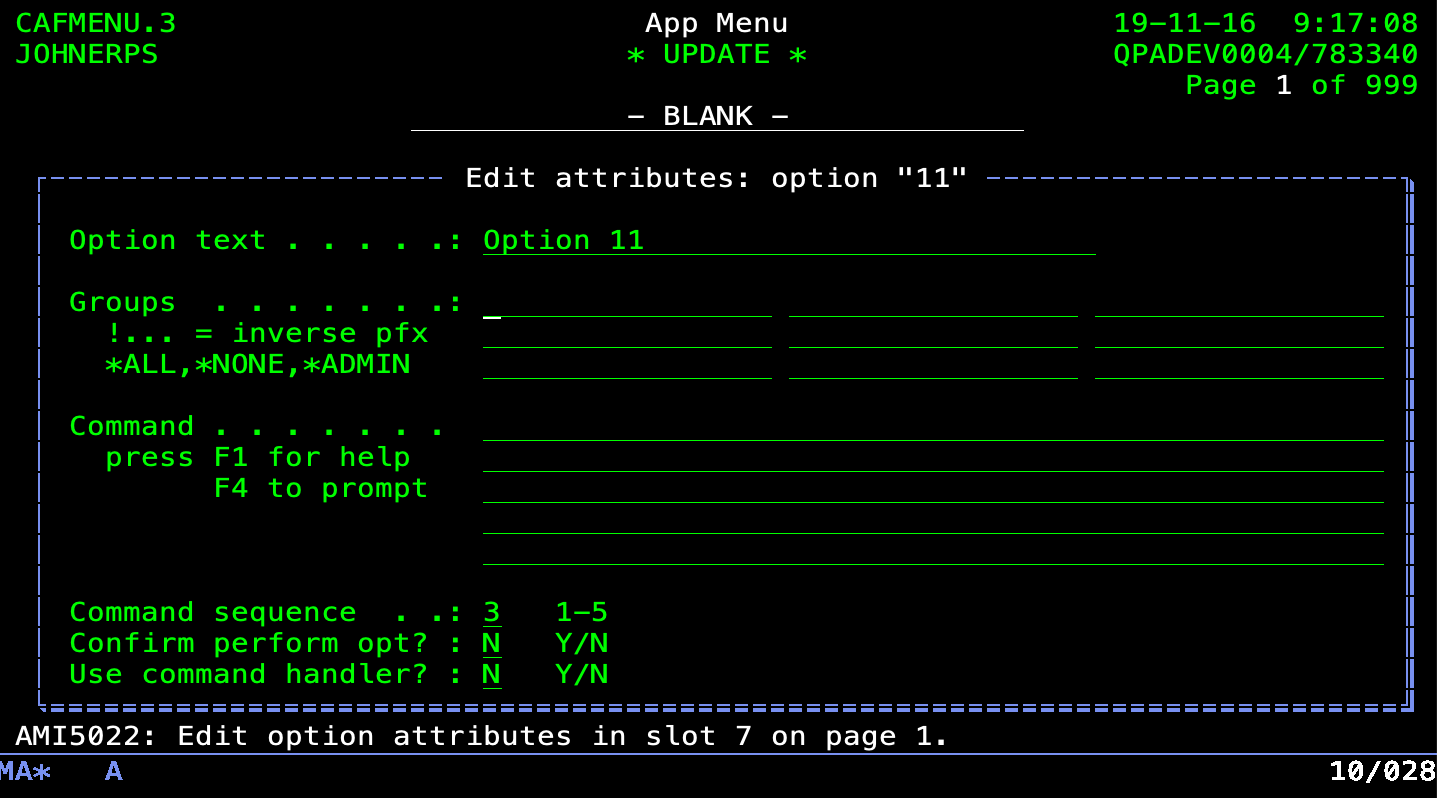 CAFMENU.3 App Menu 19-11-16 9:17:08
JOHNERPS * UPDATE * QPADEV0004/783340
Page 1 of 999
- BLANK -
Edit attributes: option "11"
Option text . . . . .: Option 11
Groups . . . . . . .:
!... = inverse pfx
*ALL,*NONE,*ADMIN
Command . . . . . . .
press F1 for help
F4 to prompt
Command sequence . .: 3 1-5
Confirm perform opt? : N Y/N
Use command handler? : N Y/N
AMI5022: Edit option attributes in slot 7 on page 1.
MA* A 10/028